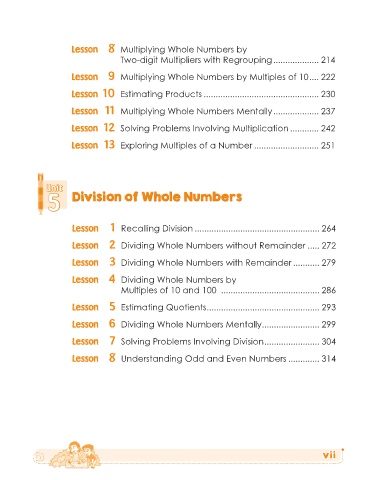 Lesson 8 Multiplying Whole Numbers by
Two-digit Multipliers with Regrouping ................... 214
Lesson 9 Multiplying Whole Numbers by Multiples of 10 .... 222
Lesson 10 Estimating Products ................................................ 230
Lesson 11 Multiplying Whole Numbers Mentally ................... 237
Lesson 12 Solving Problems Involving Multiplication ............ 242
Lesson 13 Exploring Multiples of a Number ........................... 251
Unit
5
Division of Whole Numbers
Lesson 1 Recalling Division .................................................... 264
Lesson 2 Dividing Whole Numbers without Remainder ..... 272
Lesson 3 Dividing Whole Numbers with Remainder ........... 279
Lesson 4 Dividing Whole Numbers by
Multiples of 10 and 100 ......................................... 286
Lesson 5 Estimating Quotients ............................................... 293
Lesson 6 Dividing Whole Numbers Mentally ........................ 299
Lesson 7 Solving Problems Involving Division ....................... 304
Lesson 8 Understanding Odd and Even Numbers ............. 314
vii